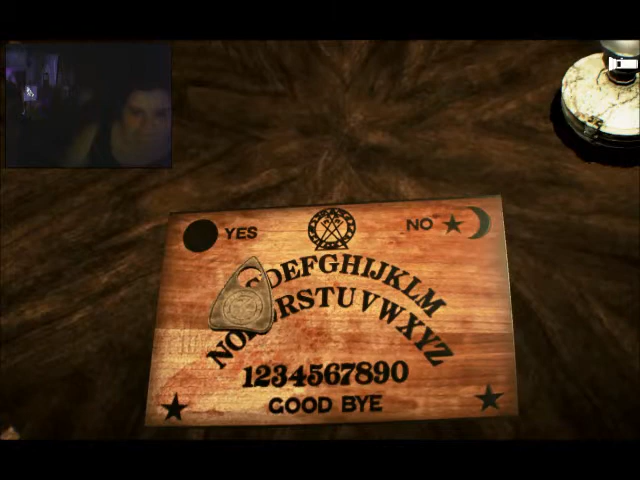 YES
NO
DEFGHIJKLM
NO
RSTUVWXYZ
1234567890
GOOD BYE